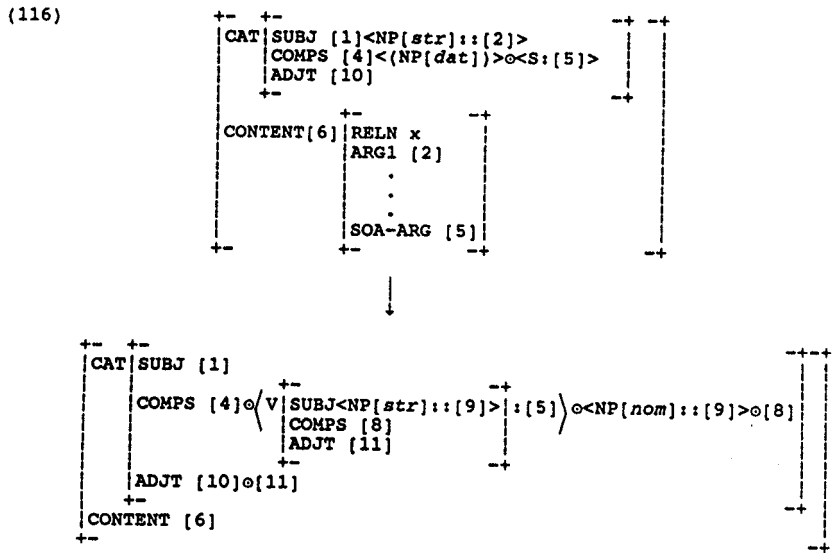 (116)
CAT SUBJ [1]<NP[str]::[2]>
COMPS [4]<(NP[dat])>⊙<S:[5]>
ADJT [10]
CONTENT[6] RELN x
ARG1 [2]
.
.
.
SOA-ARG [5]
↓
CAT SUBJ [1]
COMPS [4]⊙⟨V SUBJ<NP[str]::[9]> :[5]⟩⊙<NP[nom]::[9]>⊙[8]
COMPS [8]
ADJT [11]
ADJT [10]⊙[11]
CONTENT [6]